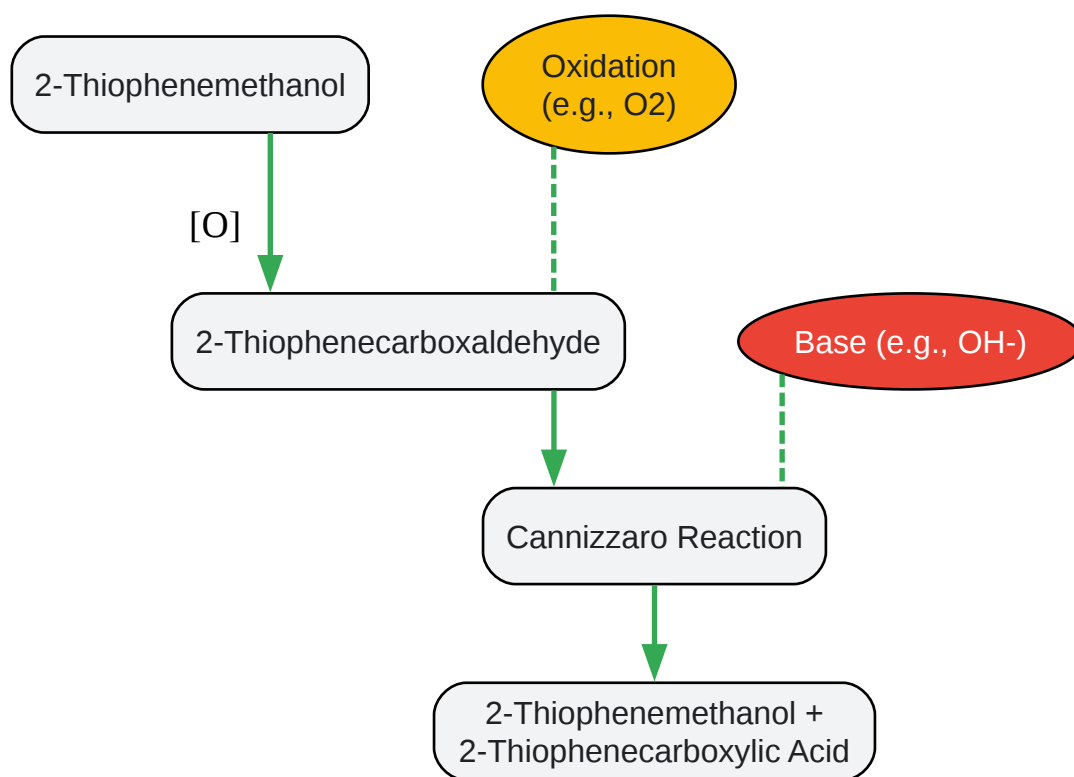 2-Thiophenemethanol
Oxidation
(e.g., O2)
[O]
2-Thiophenecarboxaldehyde
Base (e.g., OH-)
Cannizzaro Reaction
2-Thiophenemethanol +
2-Thiophenecarboxylic Acid